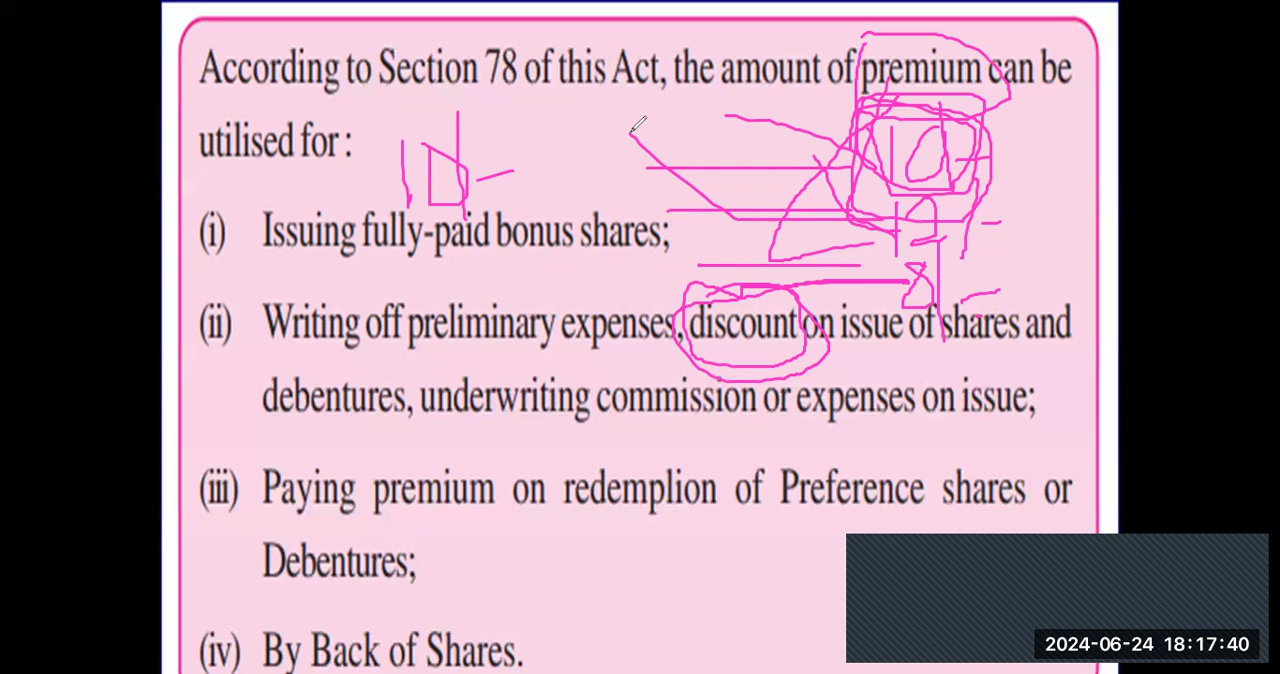 According to Section 78 of this Act, the amount of premium can be
utilised for :
(i) Issuing fully-paid bonus shares;
(ii) Writing off preliminary expenses, discount on issue of shares and
debentures, underwriting commission or expenses on issue;
(iii) Paying premium on redemplion of Preference shares or
Debentures;
(iv) By Back of Shares.
2024-06-24 18:17:40